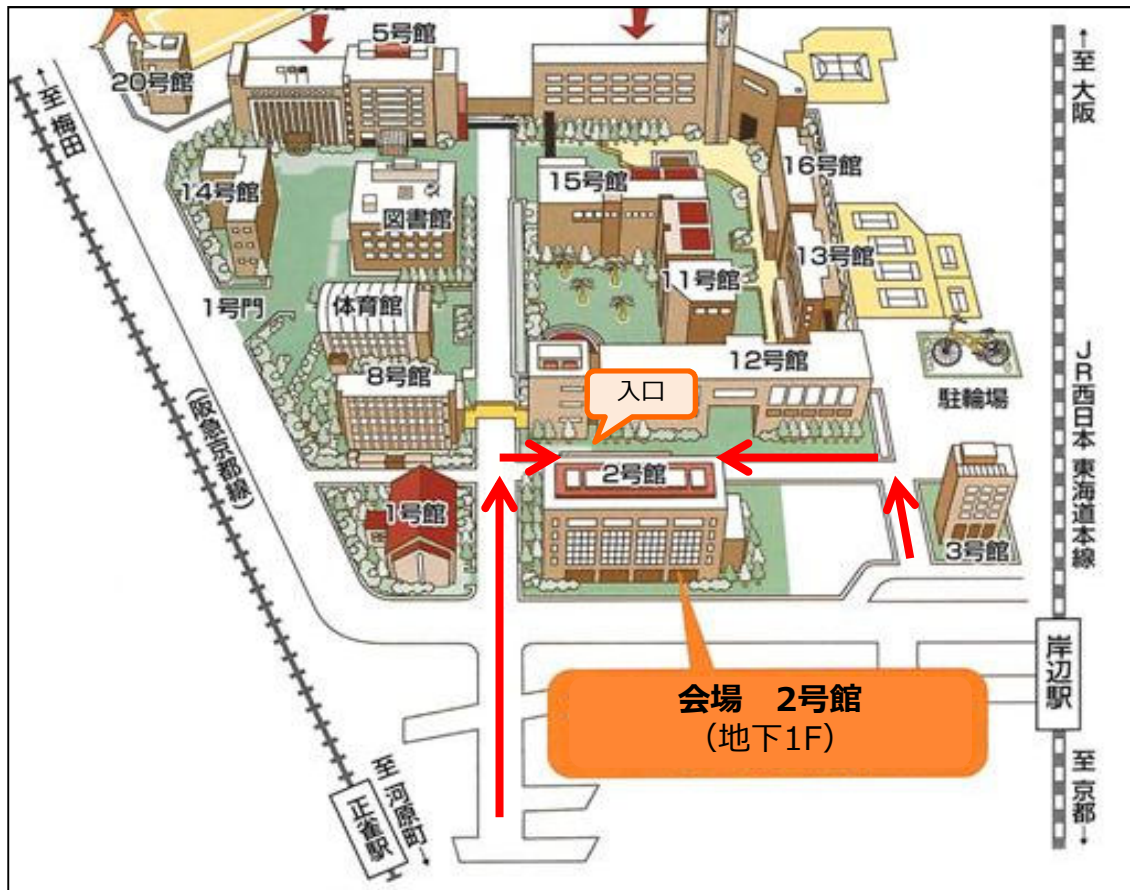 5号館
20号館
↑至 大阪
↑至 梅田
14号館
図書館
15号館
16号館
13号館
11号館
1号門
体育館
12号館
8号館
入口
駐輪場
JR西日本 東海道本線
(阪急京都線)
2号館
1号館
3号館
岸辺駅
会場 2号館
（地下1F）
至 京都↓
至 河原町↓
正雀駅